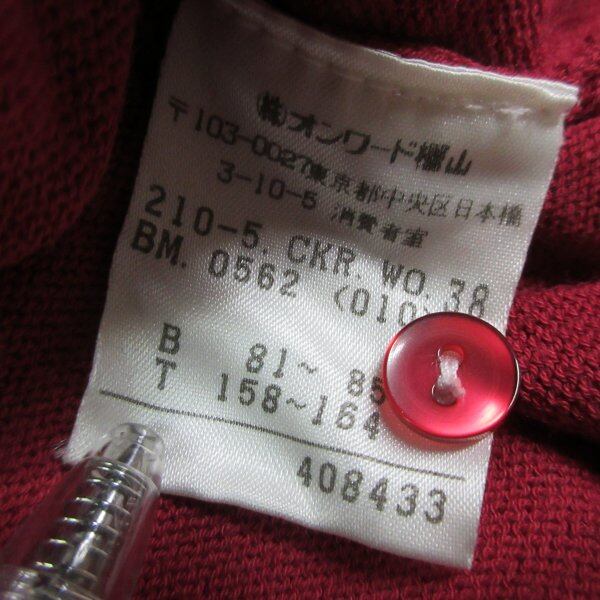 (株)オンワード樫山
〒103-0027東京都中央区日本橋
3-10-5 消費者室
210-5. CKR. WO. 38
BM. 0562 (010
B 81~ 85
T 158~164
408433